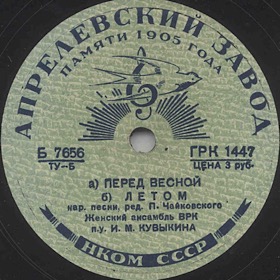 АПРЕЛЕВСКИЙ ЗАВОД
ПАМЯТИ 1905 ГОДА
Б 7656 ГРК 1447
ТУ-Б ЦЕНА 3 руб.
а) ПЕРЕД ВЕСНОЙ
б) ЛЕТОМ
нар. песни, ред. П. Чайковского
Женский ансамбль ВРК
п.у. И. М. КУВЫКИНА
НКОМ СССР